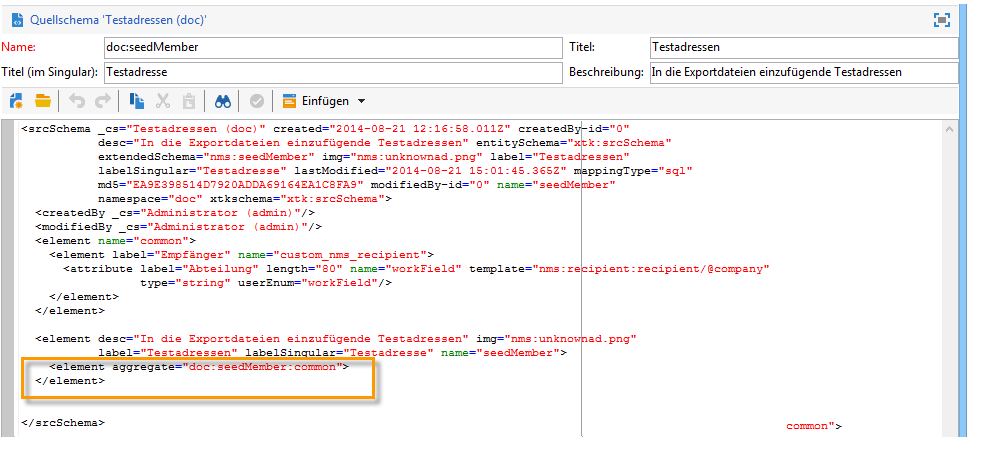 Quellschema 'Testadressen (doc)'
Name: doc:seedMember Titel: Testadressen
Titel (im Singular): Testadresse Beschreibung: In die Exportdateien einzufügende Testadressen
Einfügen
<srcSchema _cs="Testadressen (doc)" created="2014-08-21 12:16:58.011Z" createdBy-id="0"
desc="In die Exportdateien einzufügende Testadressen" entitySchema="xtk:srcSchema"
extendedSchema="nms:seedMember" img="nms:unknownad.png" label="Testadressen"
labelSingular="Testadresse" lastModified="2014-08-21 15:01:45.365Z" mappingType="sql"
md5="EA9E398514D7920ADDA69164EA1C8FA9" modifiedBy-id="0" name="seedMember"
namespace="doc" xtkschema="xtk:srcSchema">
<createdBy _cs="Administrator (admin)"/>
<modifiedBy _cs="Administrator (admin)"/>
<element name="common">
<element label="Empfänger" name="custom_nms_recipient">
<attribute label="Abteilung" length="80" name="workField" template="nms:recipient:recipient/@company"
type="string" userEnum="workField"/>
</element>
</element>
<element desc="In die Exportdateien einzufügende Testadressen" img="nms:unknownad.png"
label="Testadressen" labelSingular="Testadresse" name="seedMember">
<element aggregate="doc:seedMember:common">
</element>
</srcSchema>
common">